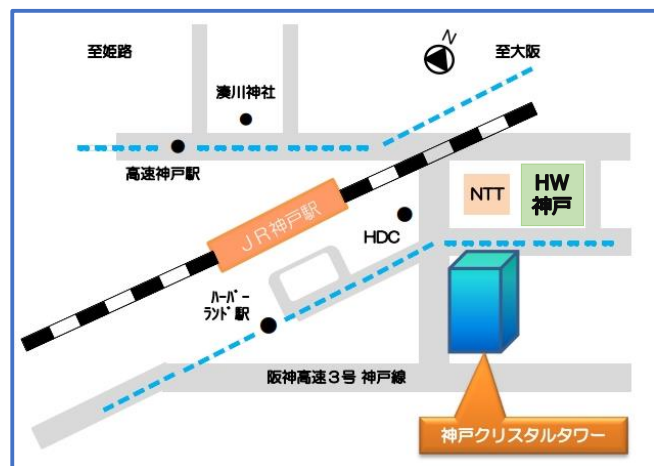 至姫路
N
至大阪
湊川神社
高速神戸駅
NTT
HW
神戸
JR神戸駅
HDC
ハーバー
ランド駅
阪神高速3号 神戸線
神戸クリスタルタワー